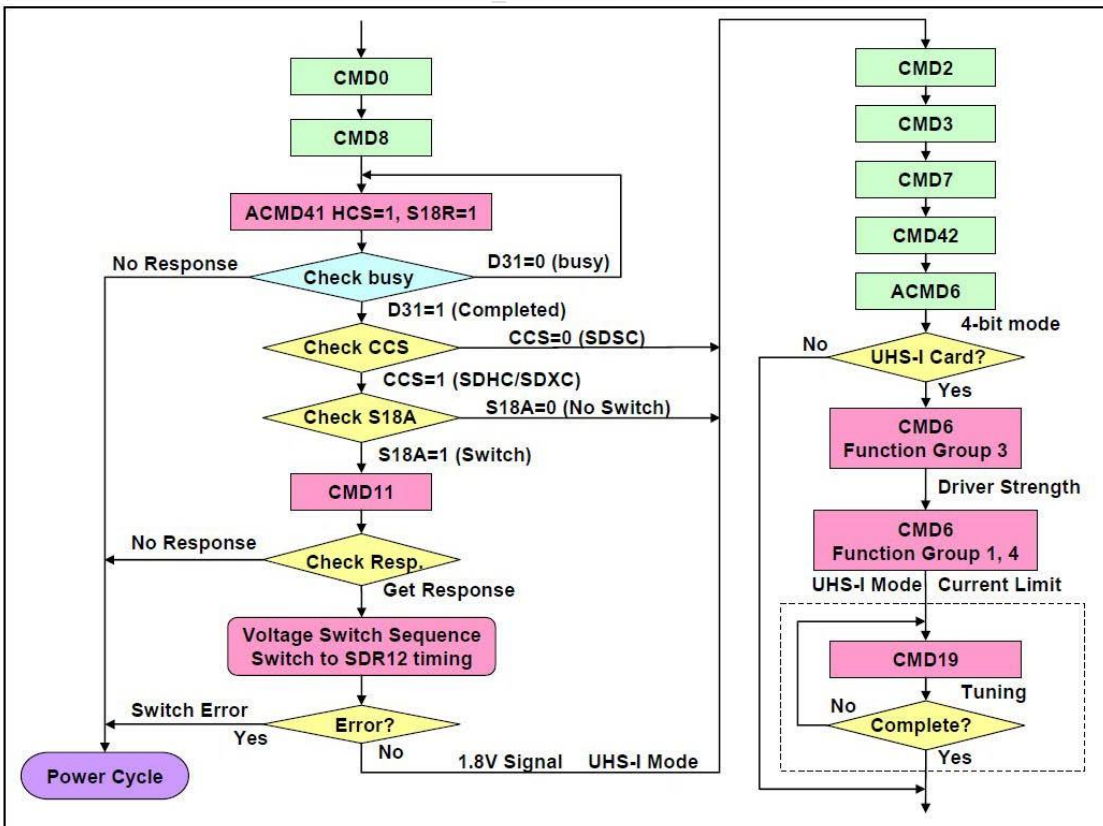 CMD0
CMD8
ACMD41 HCS=1, S18R=1
No Response
D31=0 (busy)
Check busy
D31=1 (Completed)
Check CCS
CCS=0 (SDSC)
CCS=1 (SDHC/SDXC)
Check S18A
S18A=0 (No Switch)
S18A=1 (Switch)
CMD11
No Response
Check Resp.
Get Response
Voltage Switch Sequence
Switch to SDR12 timing
Switch Error
Error?
Yes
No
1.8V Signal UHS-I Mode
Power Cycle
CMD2
CMD3
CMD7
CMD42
ACMD6
4-bit mode
No
UHS-I Card?
Yes
CMD6
Function Group 3
Driver Strength
CMD6
Function Group 1, 4
UHS-I Mode Current Limit
CMD19
Tuning
No
Complete?
Yes